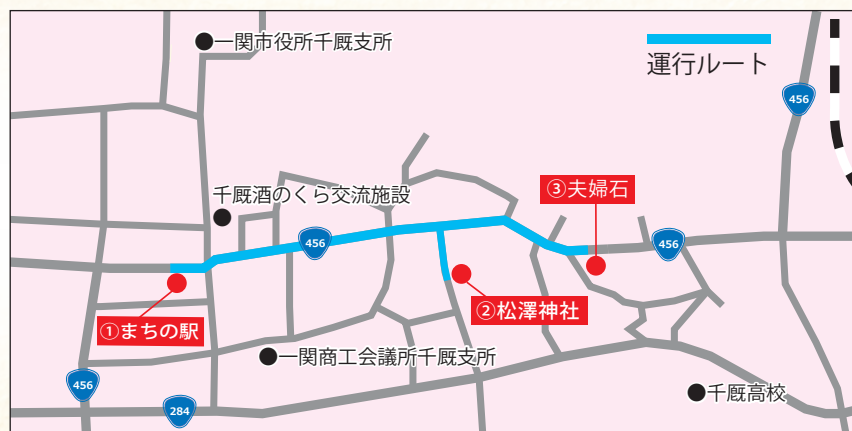 一関市役所千厩支所
運行ルート
456
③夫婦石
千厩酒のくら交流施設
456
456
②松澤神社
①まちの駅
一関商工会議所千厩支所
456
千厩高校
284